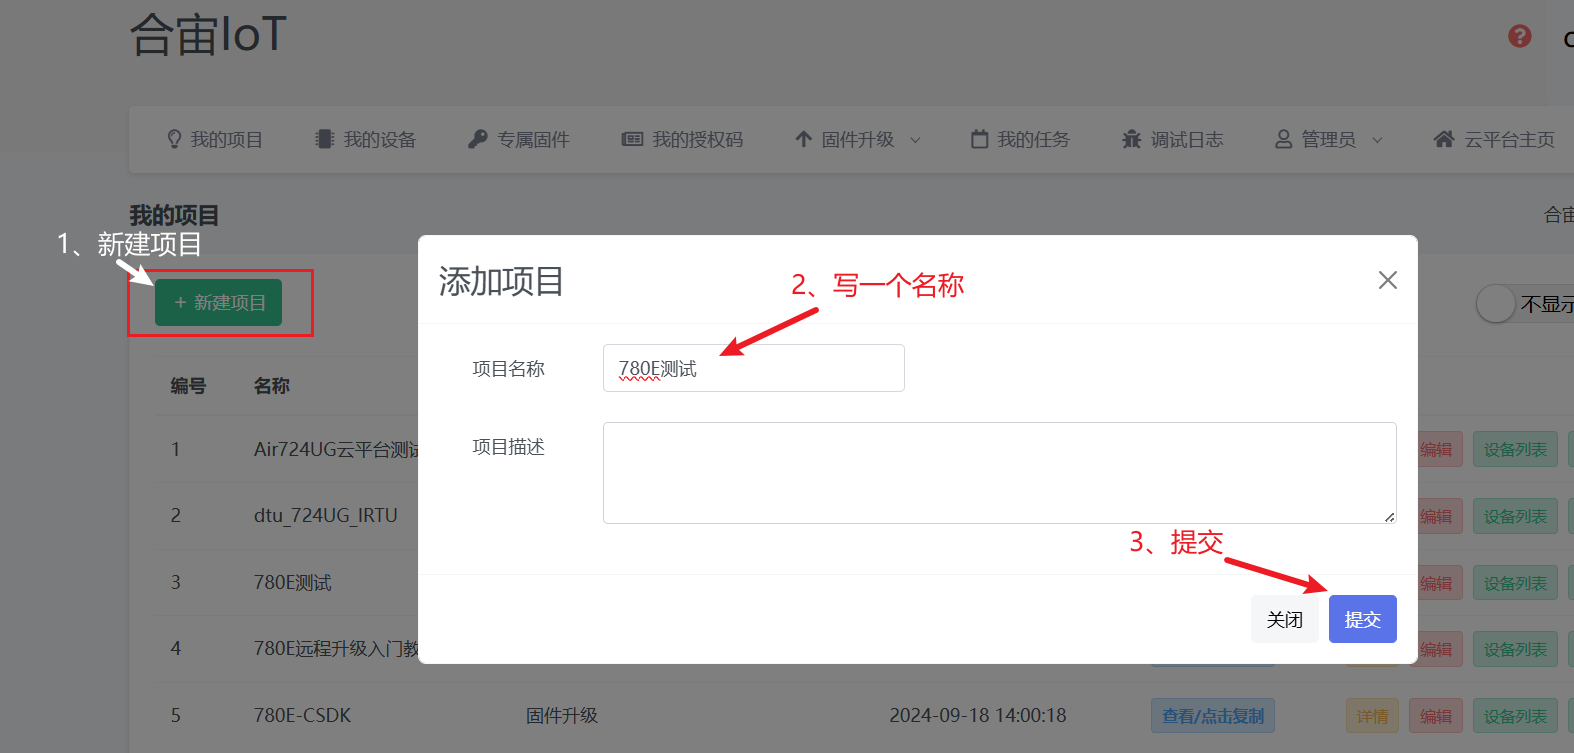 合宙IoT
我的项目 我的设备 专属固件 我的授权码 固件升级 我的任务 调试日志 管理员 云平台主页
我的项目
合宙
1、新建项目
+ 新建项目
不显示
添加项目
2、写一个名称
项目名称 780E测试
项目描述
3、提交
关闭 提交
编号 名称
1 Air724UG云平台测试 编辑 设备列表
2 dtu_724UG_IRTU 编辑 设备列表
3 780E测试 编辑 设备列表
4 780E远程升级入门教 编辑 设备列表
5 780E-CSDK 固件升级 2024-09-18 14:00:18 查看/点击复制 详情 编辑 设备列表